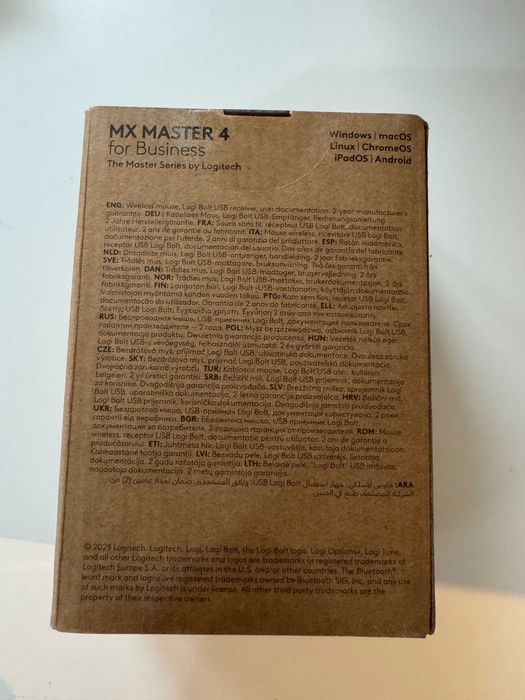 MX MASTER 4
for Business
The Master Series by Logitech
Windows | macOS
Linux | ChromeOS
iPadOS | Android
ENG: Wireless mouse, Logi Bolt USB receiver, user documentation, 2-year manufacturer's
guarantee. DEU: Kabellose Maus, Logi Bolt USB-Empfänger, Bedienungsanleitung
2 Jahre Herstellergarantie. FRA: Souris sans fil, récepteur USB Logi Bolt, documentation
utilisateur, 2 ans de garantie du fabricant. ITA: Mouse wireless, ricevitore USB Logi Bolt,
documentazione per l'utente. 2 anni di garanzia del produttore. ESP: Ratón inalámbrico,
receptor USB Logi Bolt, documentación del usuario. Dos años de garantía del fabricante.
NLD: Draadloze muis, Logi Bolt USB-ontvanger, handleiding. 2 jaar fabrieksgarantie.
SVE: Trådlös mus, Logi Bolt USB-mottagare, bruksanvisning. Två års garanti från
tillverkaren. DAN: Trådløs mus, Logi Bolt USB-modtager, brugervejledning. 2 års
fabriksgaranti. NOR: Trådløs mus, Logi Bolt USB-mottaker, brukerdokumentasjon, 2 års
fabrikkgaranti. FIN: Langaton hiiri, Logi Bolt -USB-vastaanotin, käyttäjän dokumentaatio.
Valmistajan myöntämä kahden vuoden takuu. PTG: Rato sem fios, recetor USB Logi Bolt,
documentação do utilizador. Garantia de 2 anos do fabricante. ELL: Ασύρματο ποντίκι,
δέκτης USB Logi Bolt, Εγχειρίδιο χρήστη. Εγγύηση 2 ετών από τον κατασκευαστή.
RUS: Беспроводная мышь, USB-приемник Logi Bolt, документация пользователя. Срок
гарантии производителя — 2 года. POL: Mysz bezprzewodowa, odbiornik USB Logi Bolt,
dokumentacja produktu. Dwuletnia gwarancja producenta. HUN: Vezeték nélküli egér,
Logi Bolt USB-s vevőegység, felhasználói útmutató. 2 év gyártói garancia.
CZE: Bezdrátová myš, přijímač Logi Bolt USB, uživatelská dokumentace. Dvouletá záruka
výrobce. SKY: Bezdrôtová myš, prijímač Logi Bolt USB, používateľská dokumentácia.
Dvojročná záruka od výrobcu. TUR: Kablosuz mouse, Logi Bolt USB alıcı, kullanıcı
belgeleri. 2 yıl üretici garantisi. SRB: Bežični miš, Logi Bolt USB prijemnik, dokumentacija
za korisnika. Dvogodišnja garancija proizvođača. SLV: Brezžična miška, sprejemnik Logi
Bolt USB, uporabniška dokumentacija, 2-letna garancija proizvajalca. HRV: Bežični miš,
Logi Bolt USB prijemnik, korisnička dokumentacija. Dvogodišnje jamstvo proizvođača.
UKR: Бездротова миша, USB-приймач Logi Bolt, документація користувача. 2 роки
гарантії від виробника. BGR: Безжична мишка, USB приемник Logi Bolt,
документация за потребителя. 2-годишна гаранция от производителя. ROM: Mouse
wireless, receptor USB Logi Bolt, documentație pentru utilizator. 2 ani de garanție a
producătorului. ETI: Juhtmeta hiir, Logi Bolt USB-vastuvõtja, kasutajadokumentatsioon.
Kaheaastane tootja garantii. LVI: Bezvadu pele, Logi Bolt USB uztvērējs, lietotāja
dokumentācija. 2 gadu ražotāja garantija. LTH: Belaidė pelė, "Logi Bolt" USB imtuvas,
naudotojo dokumentacija. 2 metų gamintojo garantija.
ARA: ماوس لاسلكي، جهاز استقبال USB Logi Bolt، وثائق المستخدم، ضمان لمدة عامين (2) من
الشركة المصنعة، صنع في الصين.
© 2025 Logitech. Logitech, Logi, Logi Bolt, the Logi Bolt logo, Logi Options+, Logi Tune,
and all other Logitech trademarks and logos are trademarks or registered trademarks of
Logitech Europe S.A. or its affiliates in the U.S. and/or other countries. The Bluetooth®
word mark and logos are registered trademarks owned by Bluetooth SIG, Inc. and any use
of such marks by Logitech is under license. All other third party trademarks are the
property of their respective owners